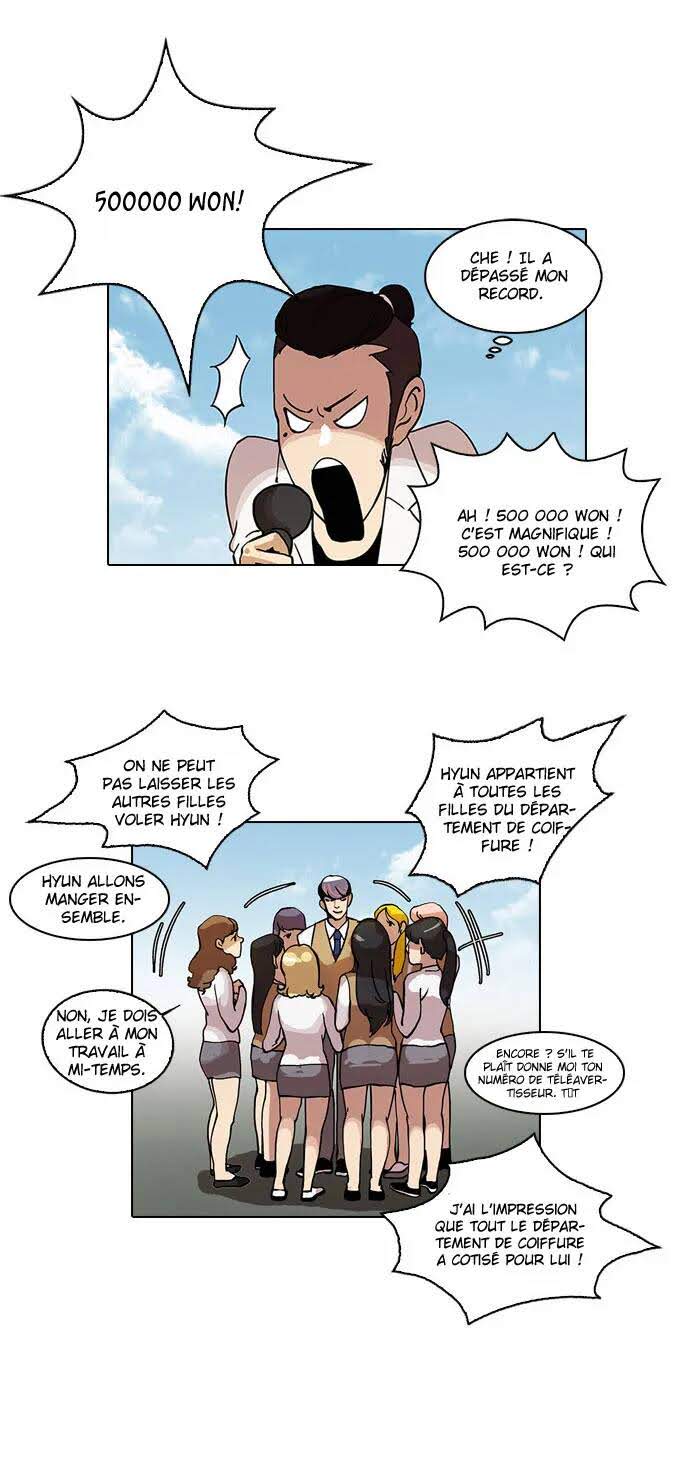 500000 WON!
CHE ! IL A
DÉPASSÉ MON
RECORD.
AH ! 500 000 WON !
C'EST MAGNIFIQUE !
500 000 WON ! QUI
EST-CE ?
ON NE PEUT
PAS LAISSER LES
AUTRES FILLES
VOLER HYUN !
HYUN APPARTIENT
À TOUTES LES
FILLES DU DÉPAR-
TEMENT DE COIF-
FURE !
HYUN ALLONS
MANGER EN-
SEMBLE.
NON, JE DOIS
ALLER À MON
TRAVAIL À
MI-TEMPS.
ENCORE ? S'IL TE
PLAÎT DONNE MOI TON
NUMÉRO DE TÉLÉAVER-
TISSEUR.
J'AI L'IMPRESSION
QUE TOUT LE DÉPAR-
TEMENT DE COIFFURE
A COTISÉ POUR LUI !